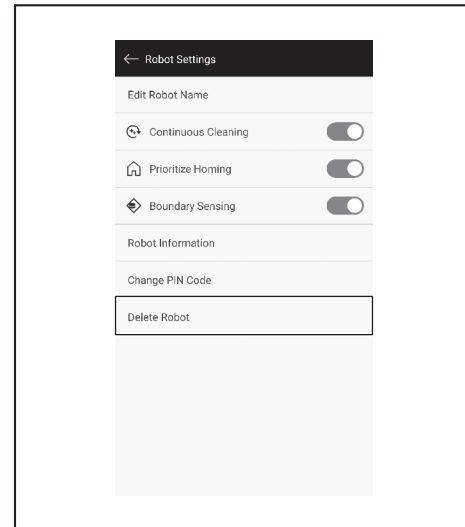 Robot Settings
Edit Robot Name
Continuous Cleaning
Prioritize Homing
Boundary Sensing
Robot Information
Change PIN Code
Delete Robot